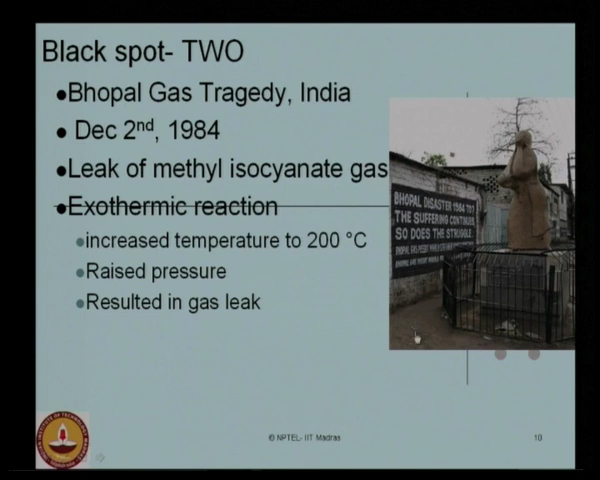 Black spot- TWO
Bhopal Gas Tragedy, India
Dec 2nd, 1984
Leak of methyl isocyanate gas
Exothermic reaction
increased temperature to 200 °C
Raised pressure
Resulted in gas leak
BHOPAL DISASTER 1984
THE SUFFERING CONTINUES
SO DOES THE STRUGGLE
© NPTEL- IIT Madras
10